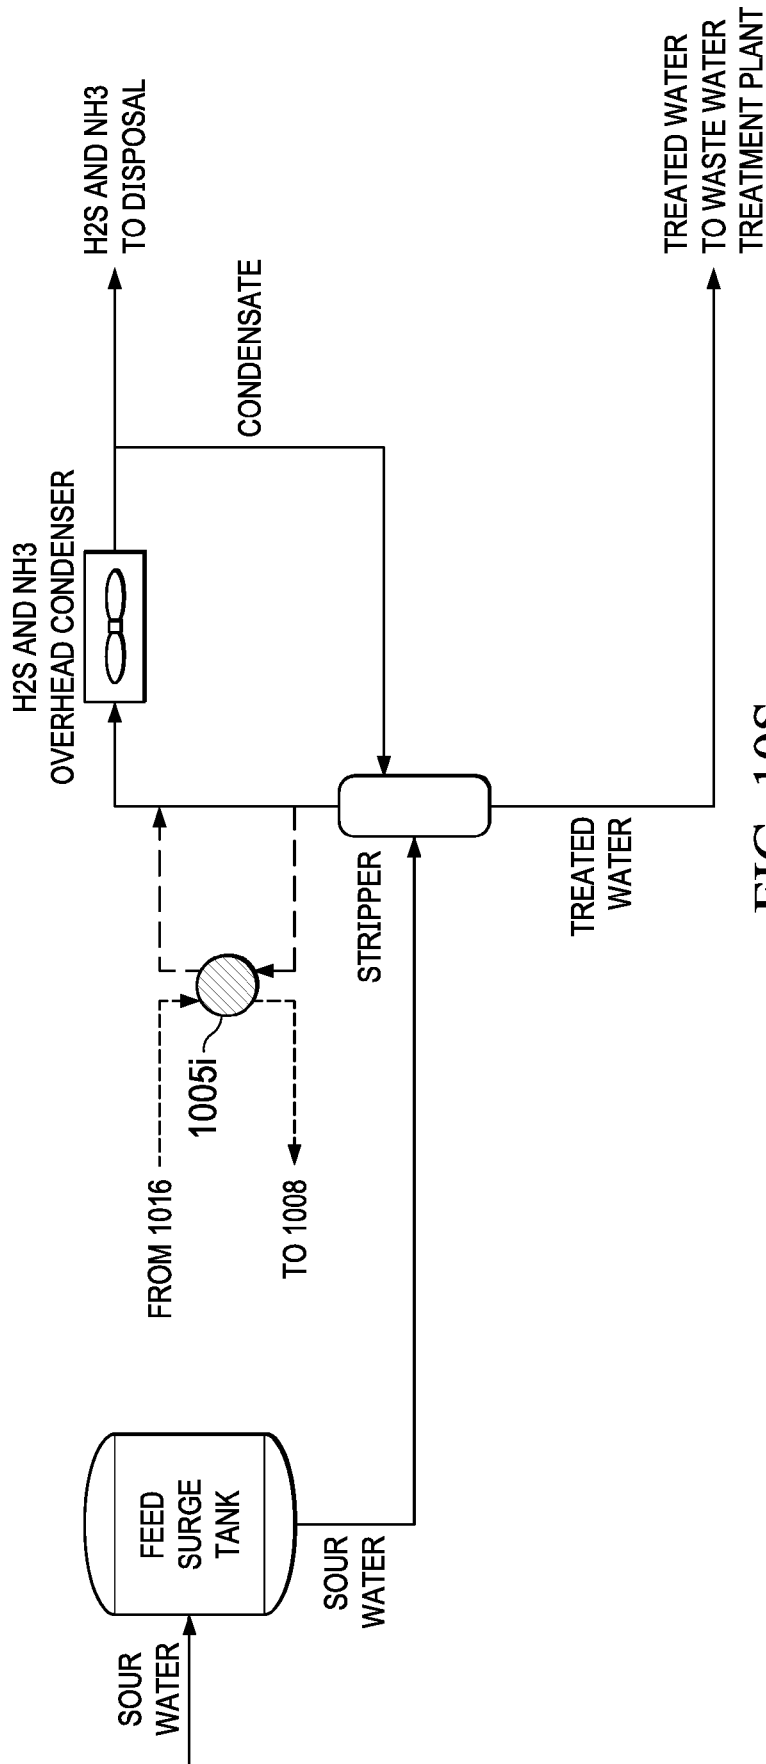 SOUR
WATER
FEED
SURGE
TANK
SOUR
WATER
FROM 1016
1005i
TO 1008
STRIPPER
H2S AND NH3
OVERHEAD CONDENSER
H2S AND NH3
TO DISPOSAL
CONDENSATE
TREATED
WATER
TREATED WATER
TO WASTE WATER
TREATMENT PLANT
FIG. 10S